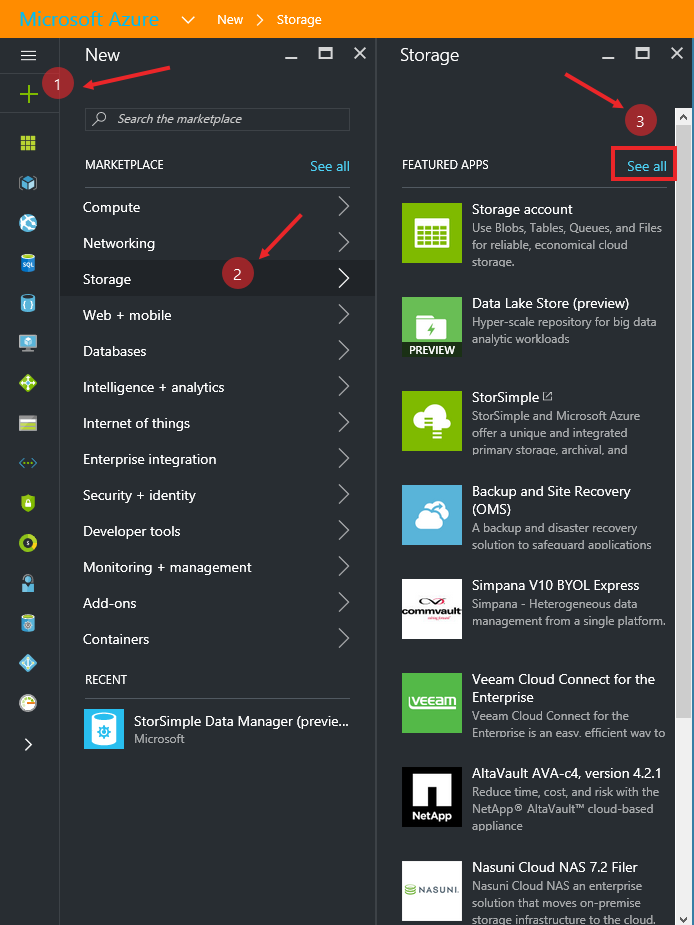 Microsoft Azure New Storage
New
1
Search the marketplace
MARKETPLACE See all
Compute
Networking
Storage
2
Web + mobile
Databases
Intelligence + analytics
Internet of things
Enterprise integration
Security + identity
Developer tools
Monitoring + management
Add-ons
Containers
RECENT
StorSimple Data Manager (previe...
Microsoft
SQL
Storage
3
FEATURED APPS See all
Storage account
Use Blobs, Tables, Queues, and Files
for reliable, economical cloud
storage.
Data Lake Store (preview)
Hyper-scale repository for big data
analytic workloads
PREVIEW
StorSimple
StorSimple and Microsoft Azure
offer a unique and integrated
primary storage, archival, and
Backup and Site Recovery
(OMS)
A backup and disaster recovery
solution to safeguard applications
Simpana V10 BYOL Express
Simpana - Heterogeneous data
management from a single platform.
commvault
Veeam Cloud Connect for the
Enterprise
Veeam Cloud Connect for the
Enterprise is an easy, efficient way to
veeam
AltaVault AVA-c4, version 4.2.1
Reduce time, cost, and risk with the
NetApp® AltaVault™ cloud-based
appliance
NetApp
Nasuni Cloud NAS 7.2 Filer
Nasuni Cloud NAS an enterprise
solution that moves on-premise
storage infrastructure to the cloud.
NASUNI